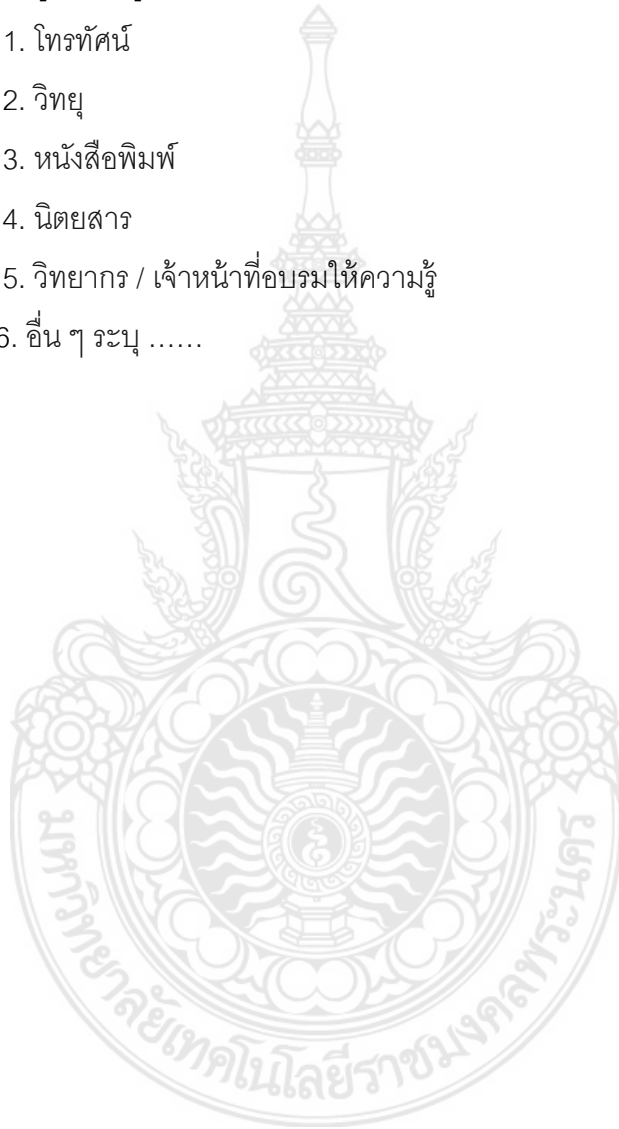 1. โทรทัศน์
2. วิทยุ
3. หนังสือพิมพ์
4. นิตยสาร
5. วิทยากร / เจ้าหน้าที่อบรมให้ความรู้
6. อื่น ๆ ระบุ ……
มหาวิทยาลัยเทคโนโลยีราชมงคลพระนคร